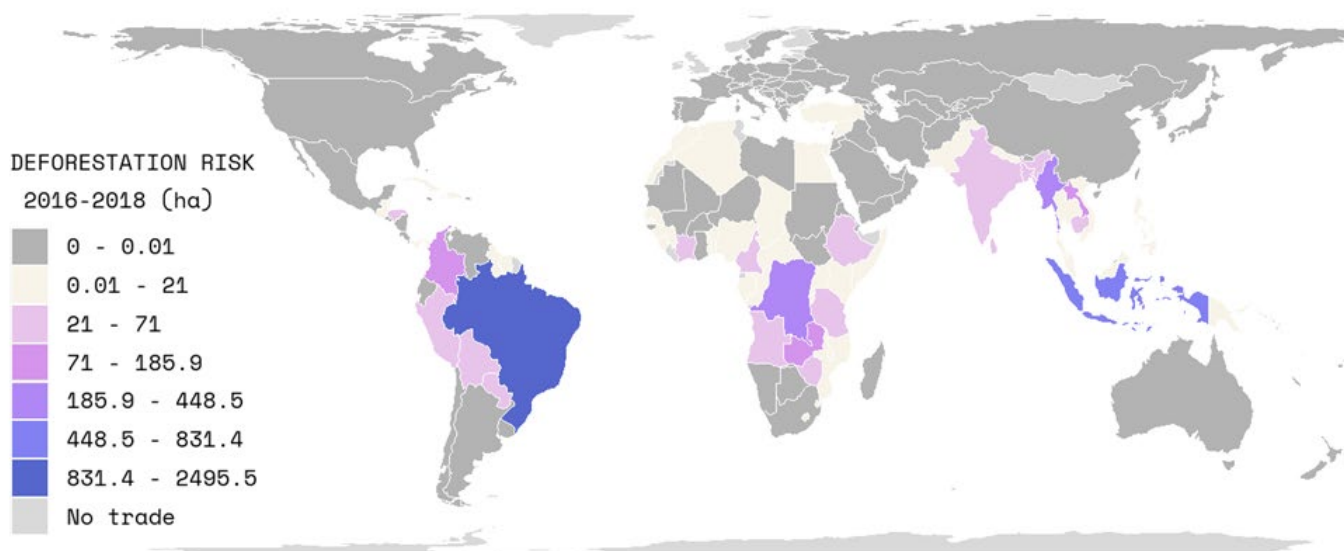 DEFORESTATION RISK
2016-2018 (ha)
0 - 0.01
0.01 - 21
21 - 71
71 - 185.9
185.9 - 448.5
448.5 - 831.4
831.4 - 2495.5
No trade